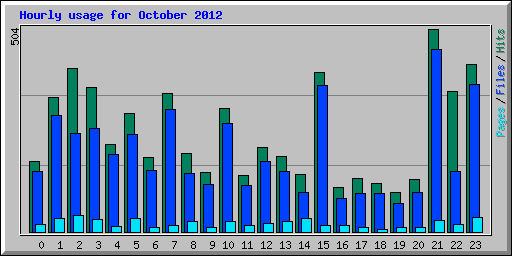 Hourly usage for October 2012
504
Pages/Files/Hits
0 1 2 3 4 5 6 7 8 9 10 11 12 13 14 15 16 17 18 19 20 21 22 23